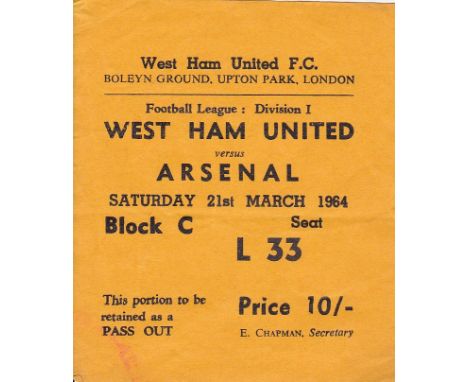 West Ham United F.C.
BOLEYN GROUND, UPTON PARK, LONDON
Football League : Division I
WEST HAM UNITED
versus
ARSENAL
SATURDAY 21st MARCH 1964
Block C Seat
L 33
This portion to be
retained as a
PASS OUT
Price 10/-
E. CHAPMAN, Secretary